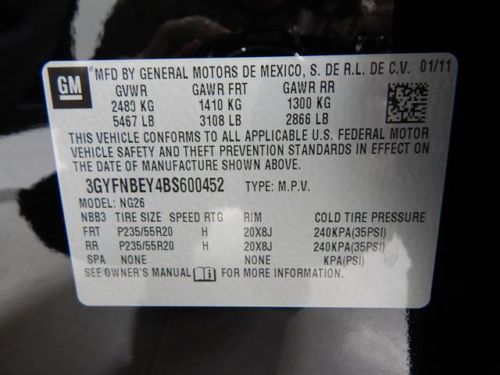 GM
MFD BY GENERAL MOTORS DE MEXICO, S. DE R.L. DE C.V. 01/11
GVWR GAWR FRT GAWR RR
2480 KG 1410 KG 1300 KG
5467 LB 3108 LB 2866 LB
THIS VEHICLE CONFORMS TO ALL APPLICABLE U.S. FEDERAL MOTOR
VEHICLE SAFETY AND THEFT PREVENTION STANDARDS IN EFFECT ON
THE DATE OF MANUFACTURE SHOWN ABOVE.
3GYFNBEY4BS600452 TYPE: M.P.V.
MODEL: NG26
NBB3 TIRE SIZE SPEED RTG RIM COLD TIRE PRESSURE
FRT P235/55R20 H 20X8J 240KPA(35PSI)
RR P235/55R20 H 20X8J 240KPA(35PSI)
SPA NONE NONE KPA(PSI)
SEE OWNER'S MANUAL FOR MORE INFORMATION.